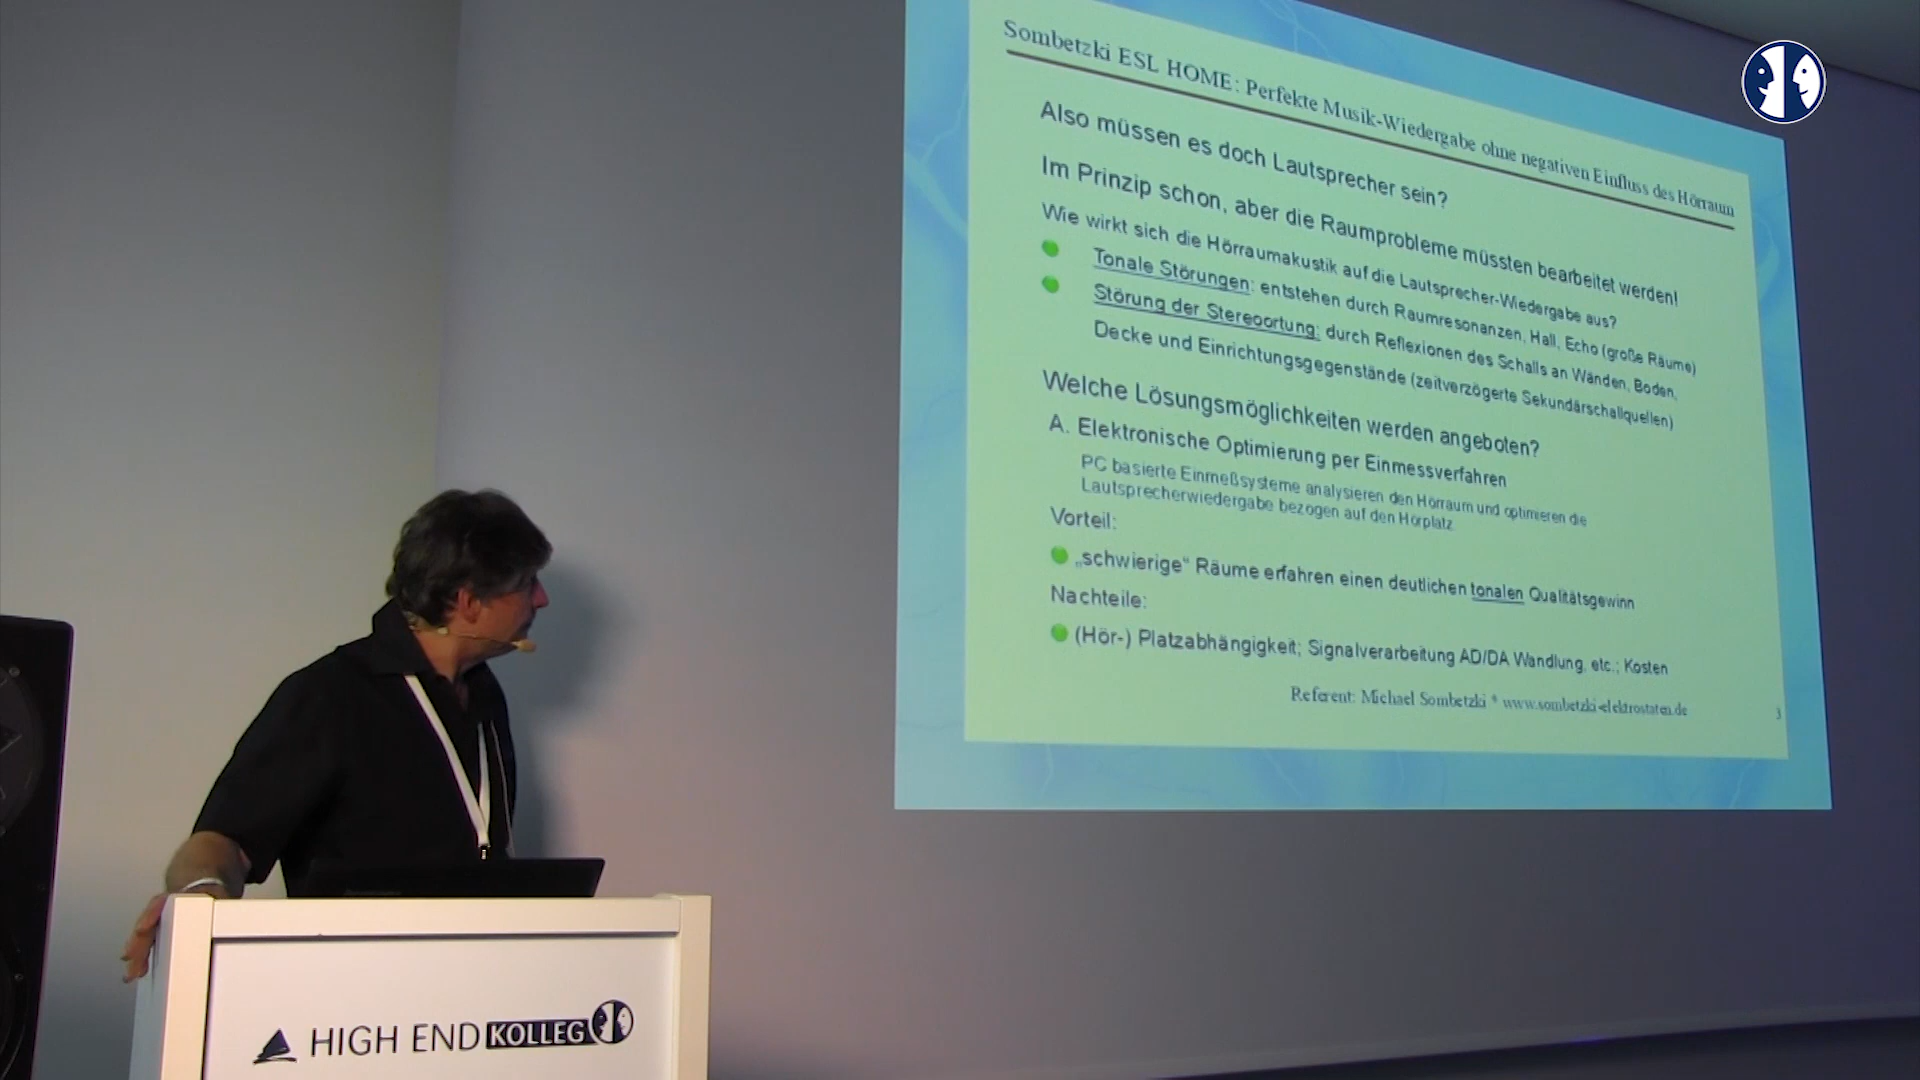 Sombetzki ESL HOME: Perfekte Musik-Wiedergabe ohne negativen Einfluss des Hörraum
Also müssen es doch Lautsprecher sein?
Im Prinzip schon, aber die Raumprobleme müssten bearbeitet werden!
Wie wirkt sich die Hörraumakustik auf die Lautsprecher-Wiedergabe aus?
Tonale Störungen: entstehen durch Raumresonanzen, Hall, Echo (große Räume)
Störung der Stereoortung: durch Reflexionen des Schalls an Wänden, Boden,
Decke und Einrichtungsgegenstände (zeitverzögerte Sekundärschallquellen)
Welche Lösungsmöglichkeiten werden angeboten?
A. Elektronische Optimierung per Einmessverfahren
PC basierte Einmeßsysteme analysieren den Hörraum und optimieren die
Lautsprecherwiedergabe bezogen auf den Hörplatz
Vorteil:
„schwierige“ Räume erfahren einen deutlichen tonalen Qualitätsgewinn
Nachteile:
(Hör-) Platzabhängigkeit; Signalverarbeitung AD/DA Wandlung, etc.; Kosten
Referent: Michael Sombetzki * www.sombetzki-elektrostaten.de
3
HIGH END KOLLEG